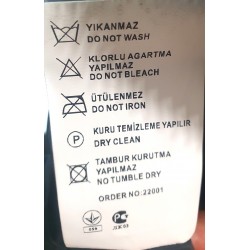 YIKANMAZ
DO NOT WASH
KLORLU AGARTMA
YAPILMAZ
DO NOT BLEACH
ÜTÜLENMEZ
DO NOT IRON
P
KURU TEMİZLEME YAPILIR
DRY CLEAN
TAMBUR KURUTMA
YAPILMAZ
NO TUMBLE DRY
ORDER NO:22001